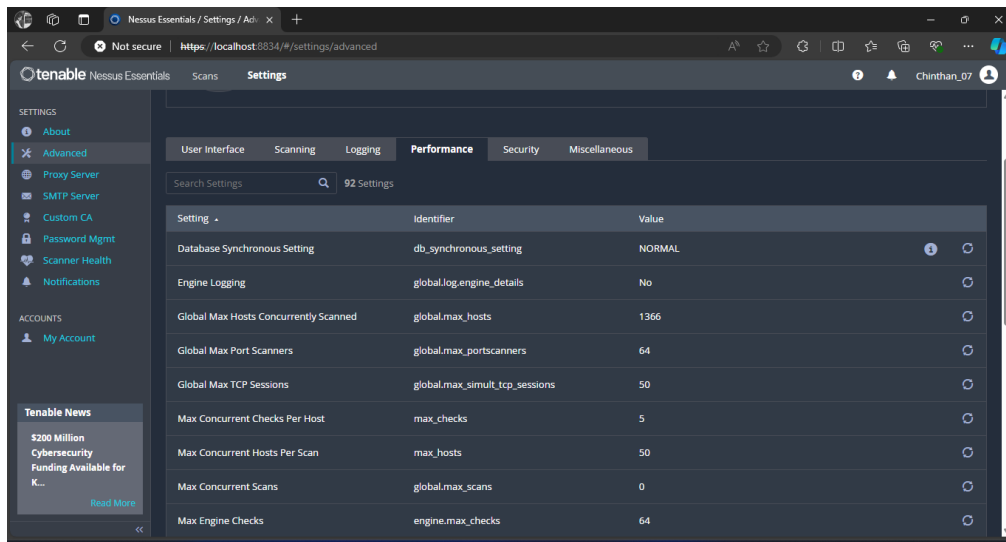 Nessus Essentials / Settings / Adv
Not secure https://localhost:8834/#/settings/advanced
tenable Nessus Essentials Scans Settings Chinthan_07
SETTINGS
About
Advanced
Proxy Server
SMTP Server
Custom CA
Password Mgmt
Scanner Health
Notifications
ACCOUNTS
My Account
Tenable News
$200 Million
Cybersecurity
Funding Available for
K...
Read More
User Interface Scanning Logging Performance Security Miscellaneous
Search Settings 92 Settings
Setting Identifier Value
Database Synchronous Setting db_synchronous_setting NORMAL
Engine Logging global.log.engine_details No
Global Max Hosts Concurrently Scanned global.max_hosts 1366
Global Max Port Scanners global.max_portscanners 64
Global Max TCP Sessions global.max_simult_tcp_sessions 50
Max Concurrent Checks Per Host max_checks 5
Max Concurrent Hosts Per Scan max_hosts 50
Max Concurrent Scans global.max_scans 0
Max Engine Checks engine.max_checks 64